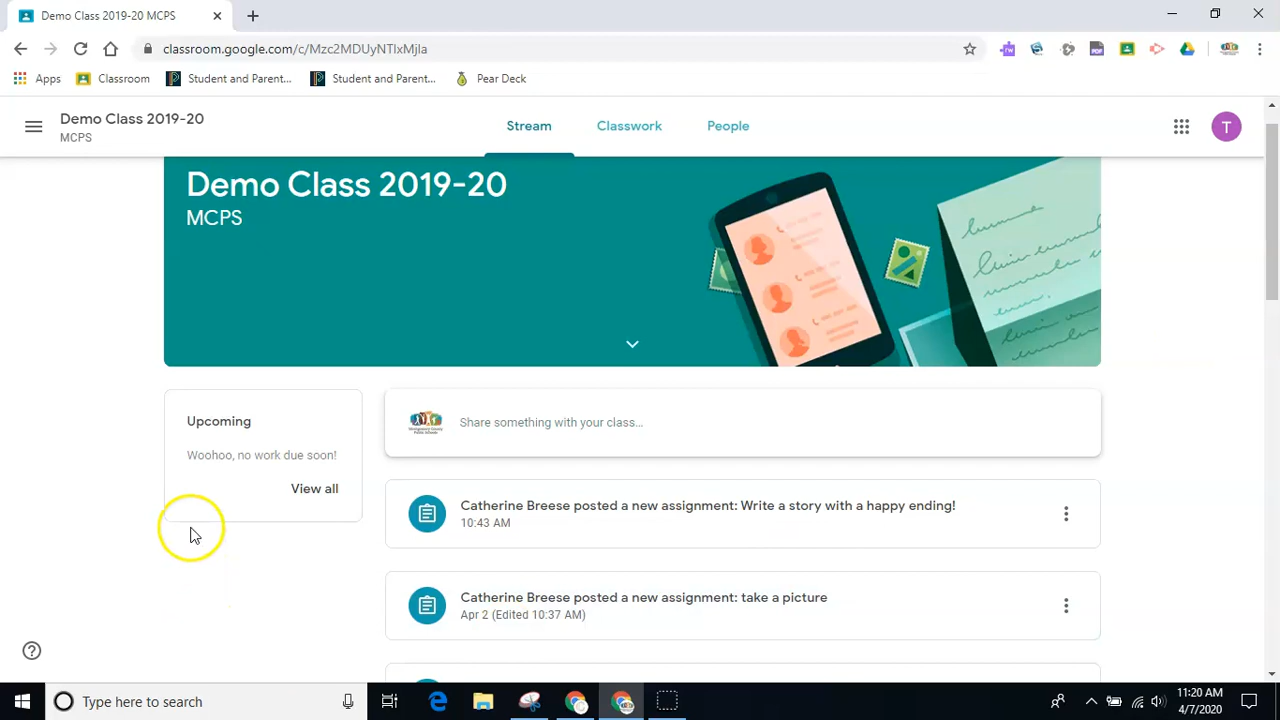 Demo Class 2019-20 MCPS
classroom.google.com/c/Mzc2MDUyNTIxMjla
Apps
Classroom
Student and Parent...
Student and Parent...
Pear Deck
Demo Class 2019-20
MCPS
Stream
Classwork
People
T
Demo Class 2019-20
MCPS
Upcoming
Woohoo, no work due soon!
View all
Share something with your class...
Catherine Breese posted a new assignment: Write a story with a happy ending!
10:43 AM
Catherine Breese posted a new assignment: take a picture
Apr 2 (Edited 10:37 AM)
Type here to search
11:20 AM
4/7/2020